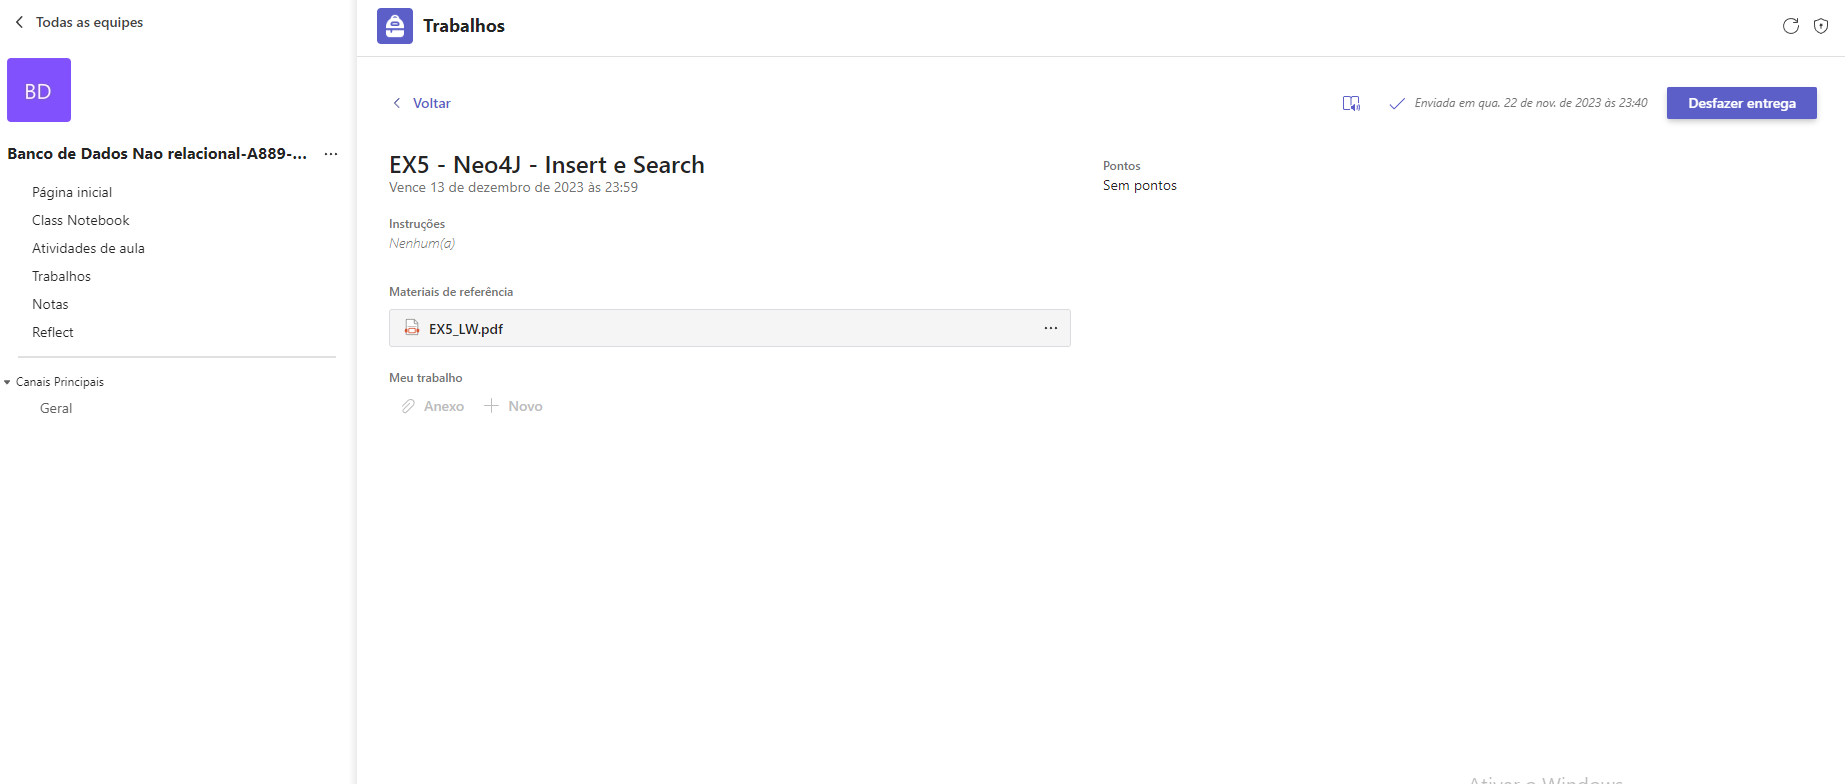 Todas as equipes
BD
Banco de Dados Nao relacional-A889-...
Página inicial
Class Notebook
Atividades de aula
Trabalhos
Notas
Reflect
Canais Principais
Geral
Trabalhos
Voltar
Enviada em qua. 22 de nov. de 2023 às 23:40
Desfazer entrega
EX5 - Neo4J - Insert e Search
Vence 13 de dezembro de 2023 às 23:59
Pontos
Sem pontos
Instruções
Nenhum(a)
Materiais de referência
EX5_LW.pdf
Meu trabalho
Anexo
Novo
Ativar o Windows